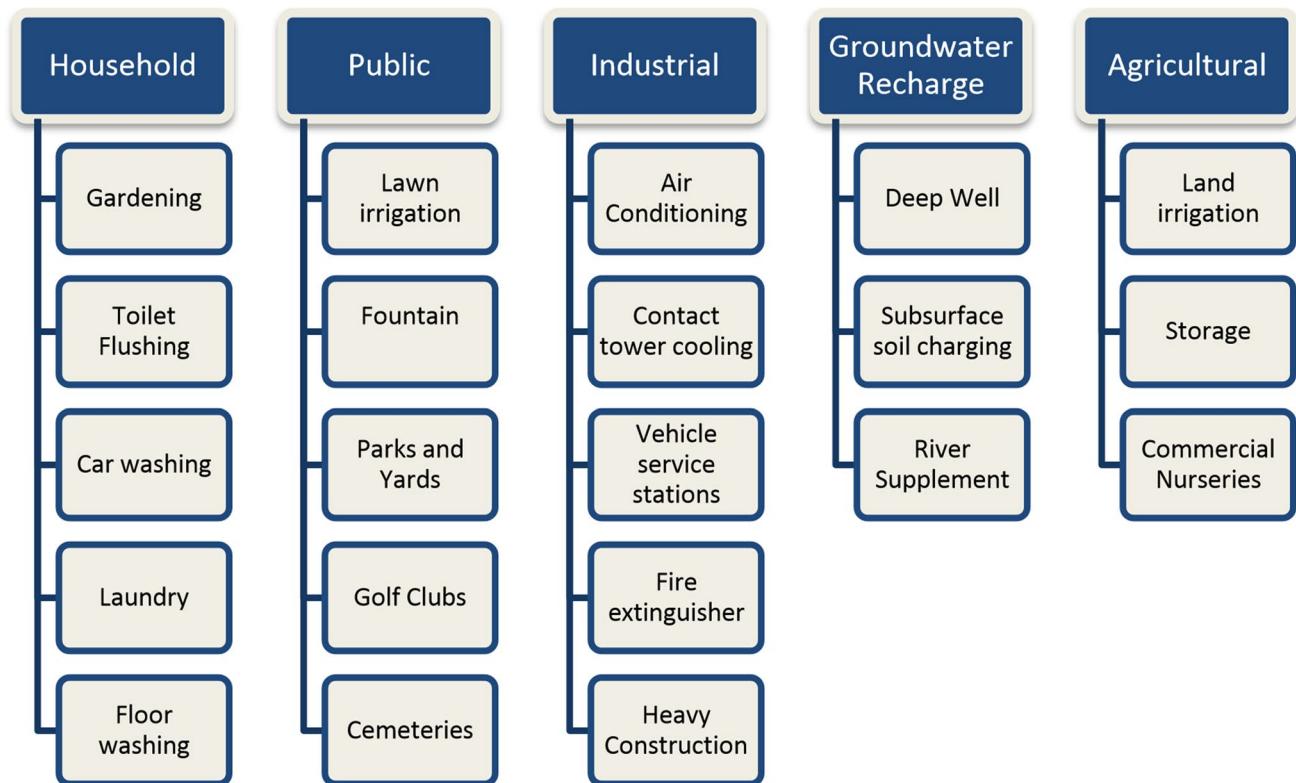 Household
Gardening
Toilet
Flushing
Car washing
Laundry
Floor
washing
Public
Lawn
irrigation
Fountain
Parks and
Yards
Golf Clubs
Cemeteries
Industrial
Air
Conditioning
Contact
tower cooling
Vehicle
service
stations
Fire
extinguisher
Heavy
Construction
Groundwater
Recharge
Deep Well
Subsurface
soil charging
River
Supplement
Agricultural
Land
irrigation
Storage
Commercial
Nurseries